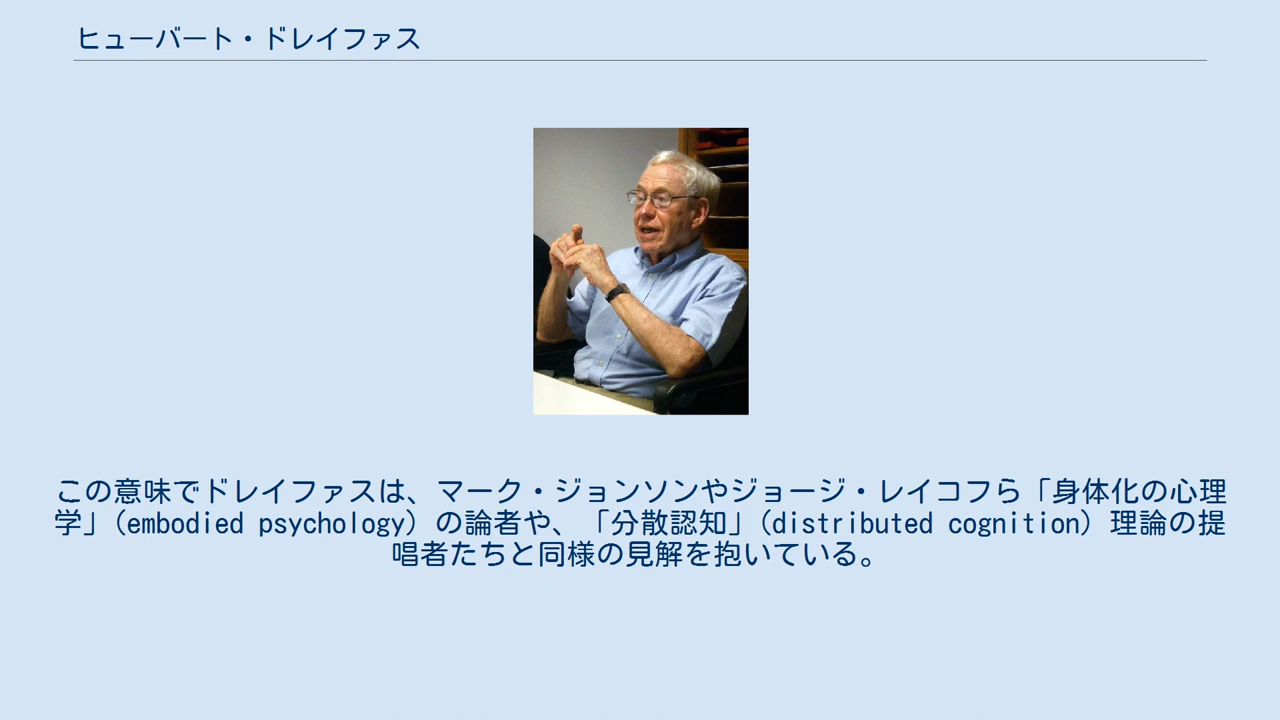 ヒューバート・ドレイファス
この意味でドレイファスは、マーク・ジョンソンやジョージ・レイコフら「身体化の心理
学」(embodied psychology) の論者や、「分散認知」(distributed cognition) 理論の提
唱者たちと同様の見解を抱いている。